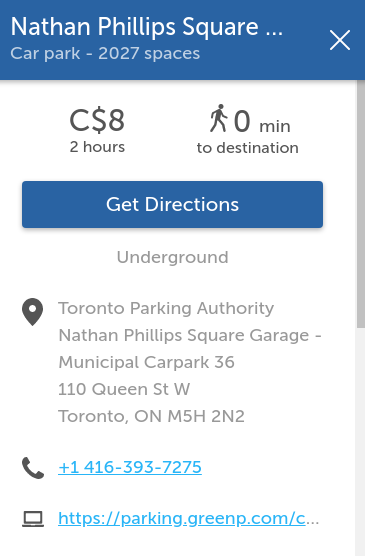 Nathan Phillips Square ...
Car park - 2027 spaces
C$8
2 hours
0 min
to destination
Get Directions
Underground
Toronto Parking Authority
Nathan Phillips Square Garage -
Municipal Carpark 36
110 Queen St W
Toronto, ON M5H 2N2
+1 416-393-7275
https://parking.greenp.com/c...